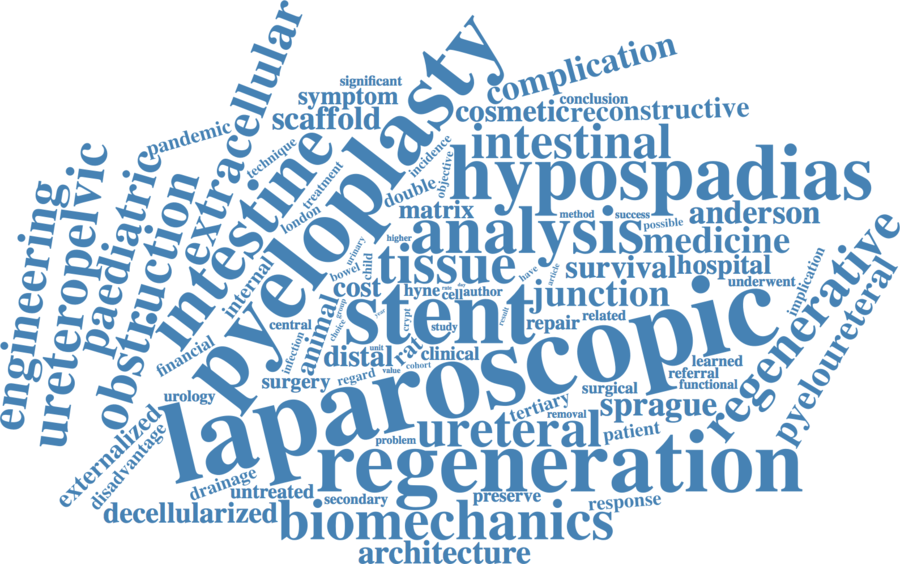 significant
symptom
scaffold
pandemic
technique
extracellular
pyeloplasty
complication
conclusion
cosmetic
reconstructive
intestinal
hypospadias
incidence
objective
double
treatment
london
intestine
paediatric
ureteropelvic
engineering
obstruction
internal
financial
matrix
method
success
possible
anderson
analysis
medicine
higher
urinary
bowel
child
tissue
have
article
survival
hospital
underwent
implication
regenerative
pyeloureteral
cost
hyne
rate
cell
day
author
junction
animal
group
year
choice
crypt
stent
study
result
repair
related
central
infection
rat
unit
distal
clinical
cohort
value
regard
surgery
urology
laparoscopic
learned
referral
functional
surgical
sprague
tertiary
removal
patient
ureteral
problem
externalized
disadvantage
drainage
untreated
regeneration
secondary
preserve
response
decellularized
biomechanics
architecture